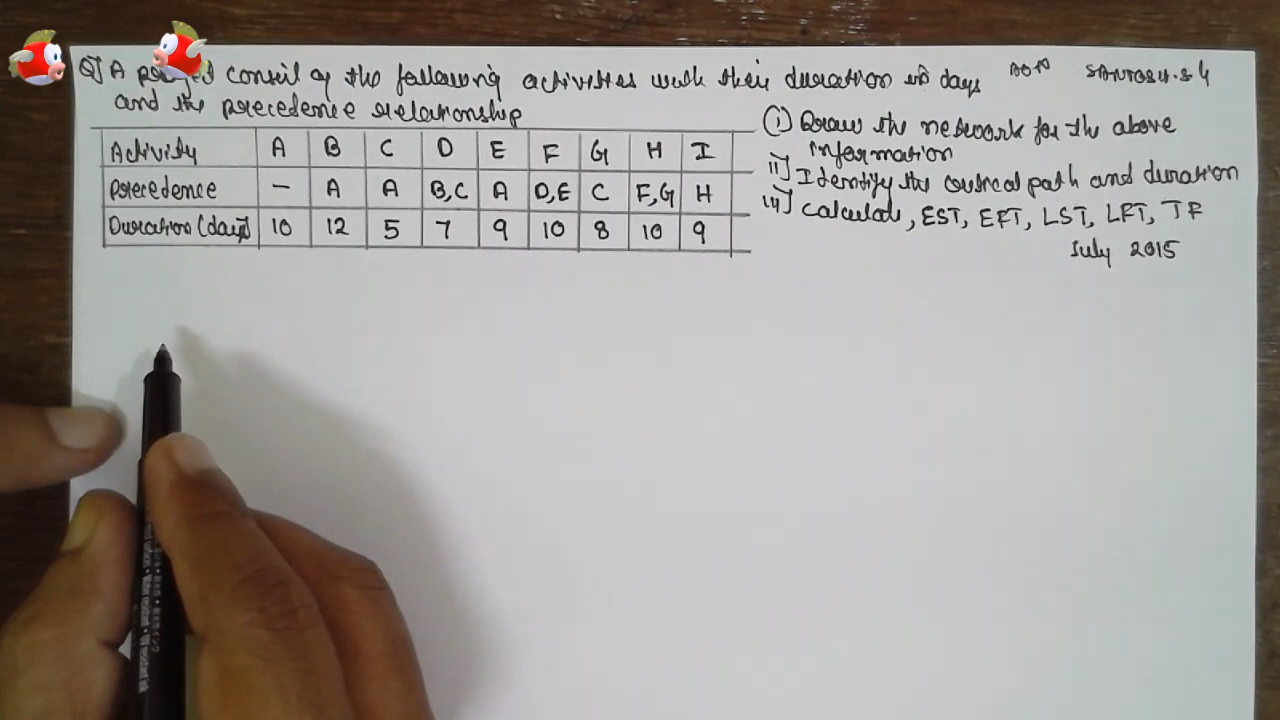 Q] A project consist of the following activities with their duration in days
and the precedence relationship
Activity A B C D E F G H I
Precedence — A A B,C A D,E C F,G H
Duration (days) 10 12 5 7 9 10 8 10 9
SANTOSH.S
i) Draw the network for the above
information
ii] Identify the critical path and duration
iii] Calculate, EST, EFT, LST, LFT, TF
July 2015